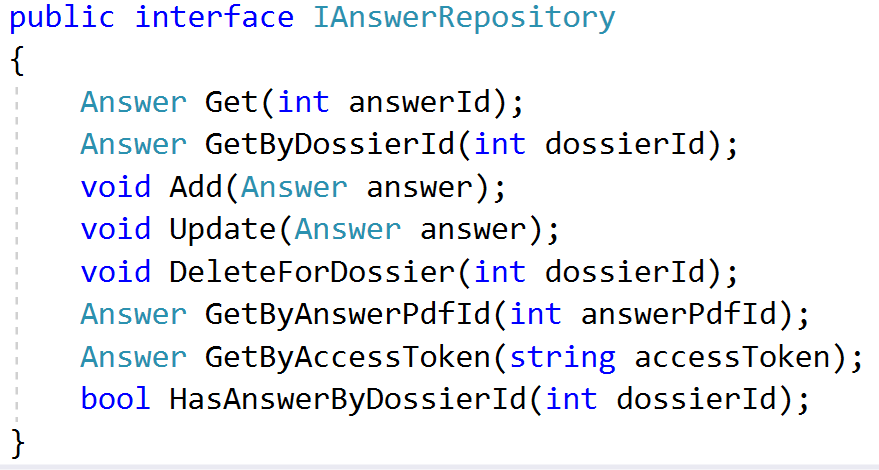 public interface IAnswerRepository
{
    Answer Get(int answerId);
    Answer GetByDossierId(int dossierId);
    void Add(Answer answer);
    void Update(Answer answer);
    void DeleteForDossier(int dossierId);
    Answer GetByAnswerPdfId(int answerPdfId);
    Answer GetByAccessToken(string accessToken);
    bool HasAnswerByDossierId(int dossierId);
}